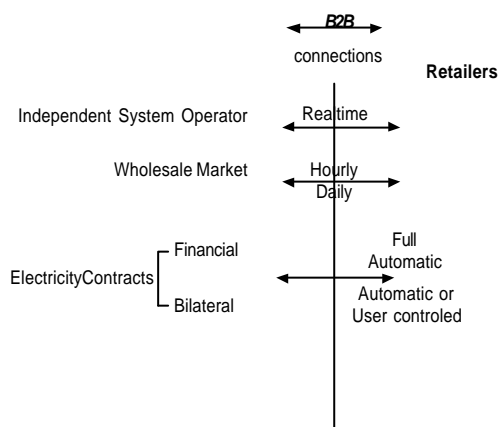 B2B
connections
Retailers
Independent System Operator
Realtime
Wholesale Market
Hourly
Daily
Financial
ElectricityContracts
Bilateral
Full
Automatic
Automatic or
User controled